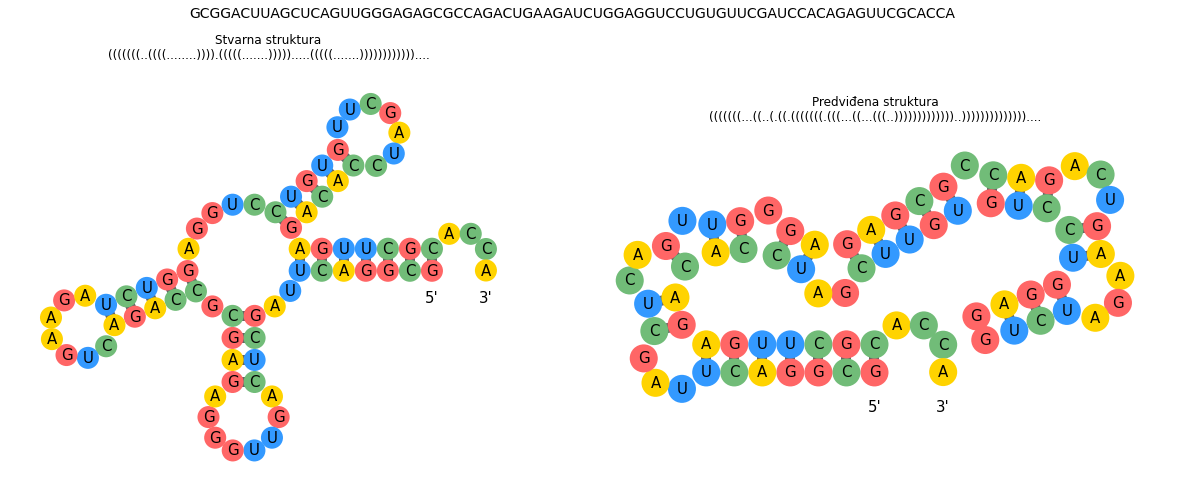 GCGGACUUAGCUCAGUUGGGAGAGCGCCAGACUGAAGAUCUGGAGGUCCUGUGUUCGAUCCACAGAGUUCGCACCA
Stvarna struktura
(((((((..((((........)))).(((((.......))))).....(((((.......))))))))))))....
5' 3'
Predviđena struktura
(((((((...((..(.((.(((((((.(((...((...(((..)))))))))))))..))))))))))))))....
5' 3'